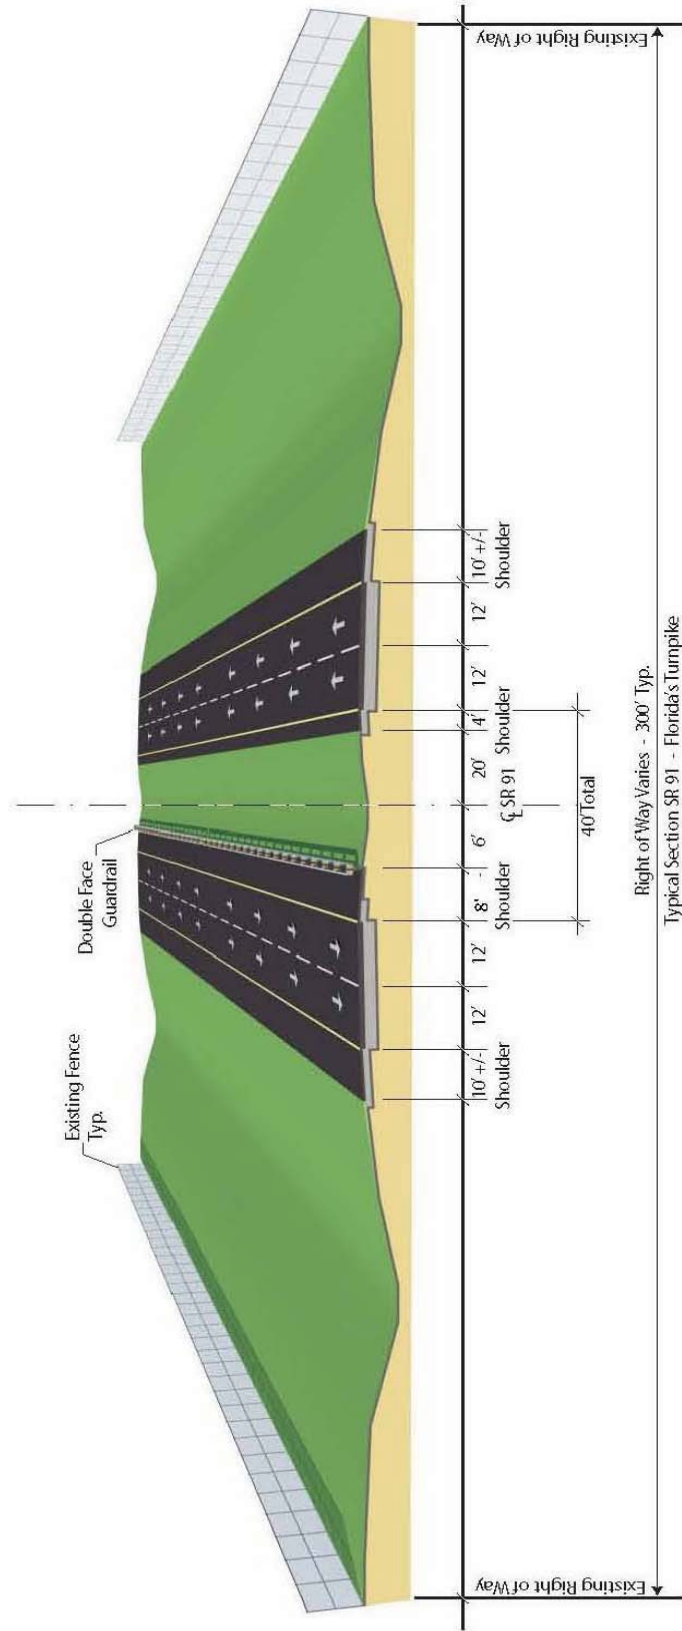 Existing Fence
Typ.
Double Face
Guardrail
Existing Right of Way
10' +/-
Shoulder
12'
12'
8'
Shoulder
-
6'
℄ SR 91
20'
4'
Shoulder
12'
12'
10' +/-
Shoulder
Existing Right of Way
40' Total
Right of Way Varies - 300' Typ.
Typical Section SR 91 - Florida's Turnpike